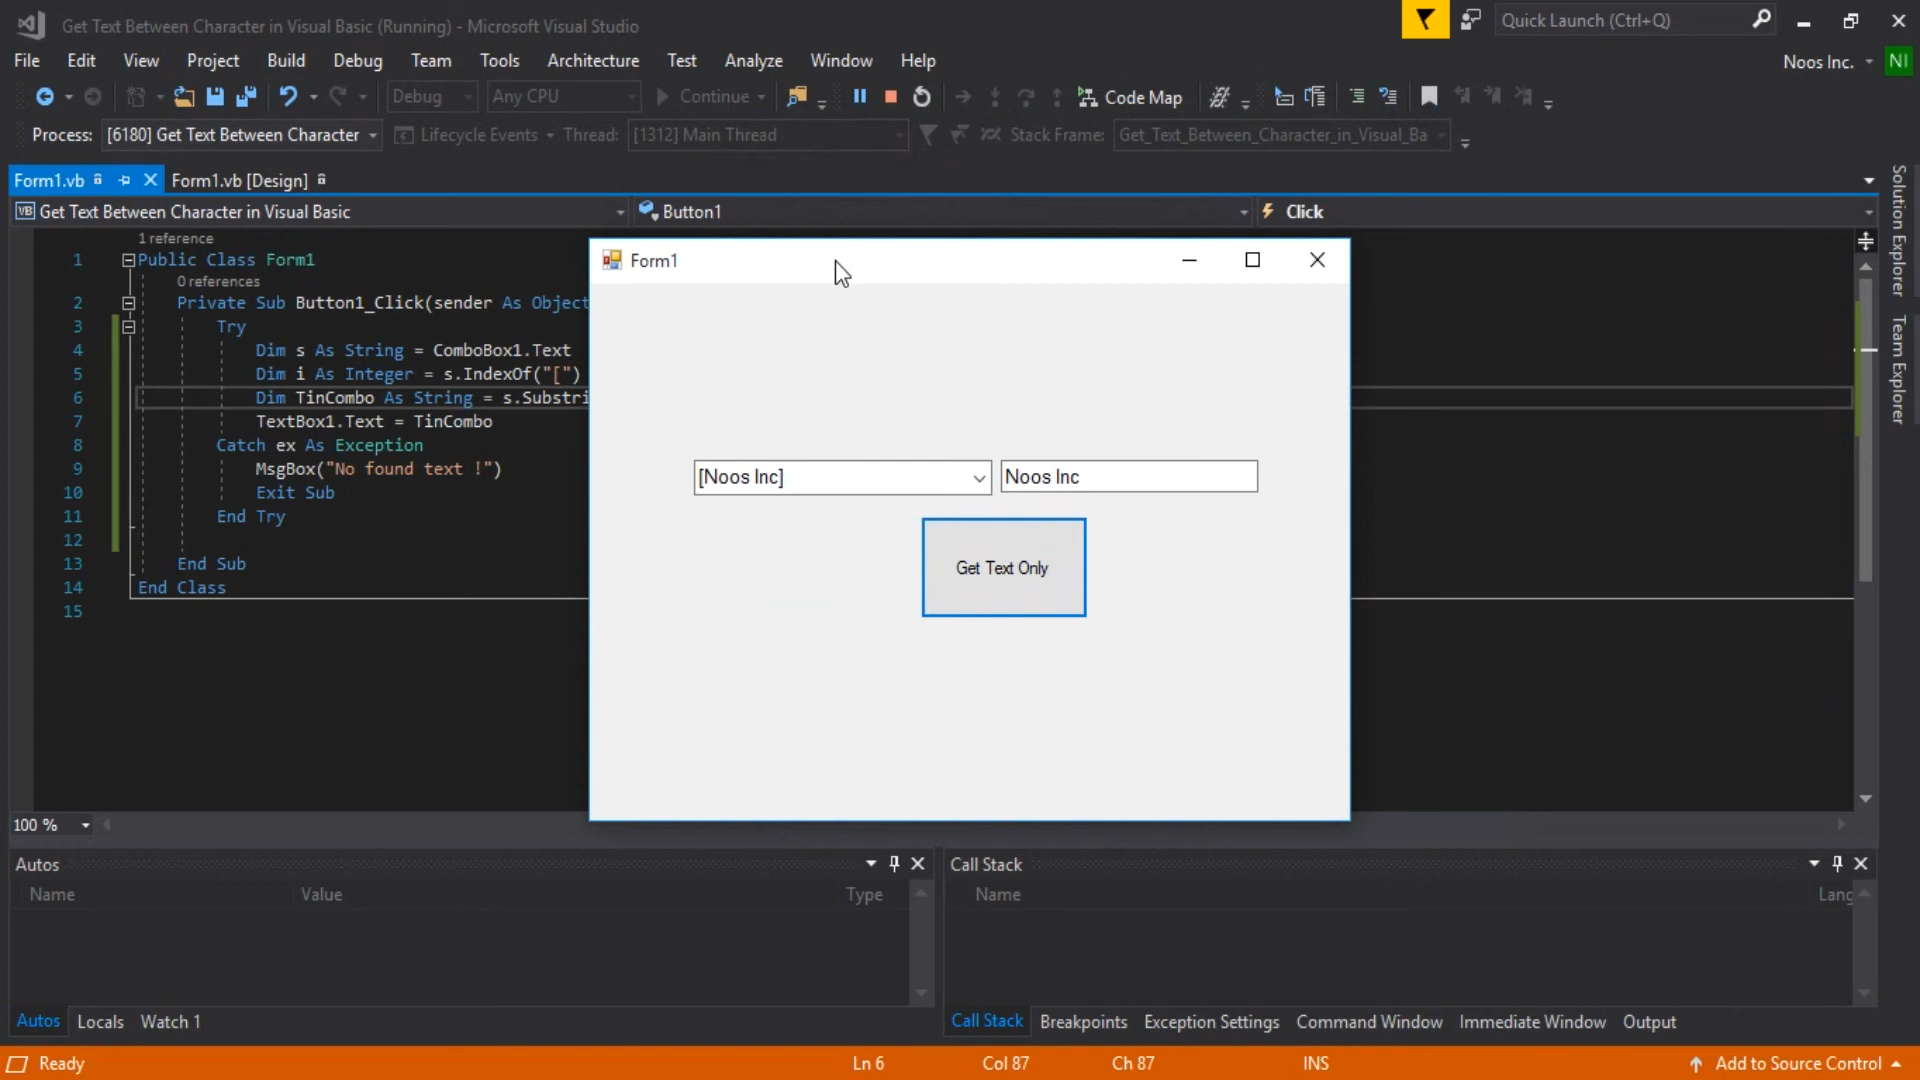 Get Text Between Character in Visual Basic (Running) - Microsoft Visual Studio
Quick Launch (Ctrl+Q)
File Edit View Project Build Debug Team Tools Architecture Test Analyze Window Help
Noos Inc. NI
Debug Any CPU Continue Code Map
Process: [6180] Get Text Between Character Lifecycle Events Thread: [1312] Main Thread Stack Frame: Get_Text_Between_Character_in_Visual_Ba
Form1.vb Form1.vb [Design]
VB Get Text Between Character in Visual Basic Button1 Click
1 reference
1 Public Class Form1
0 references
2 Private Sub Button1_Click(sender As Object
3 Try
4 Dim s As String = ComboBox1.Text
5 Dim i As Integer = s.IndexOf("[")
6 Dim TinCombo As String = s.Substri
7 TextBox1.Text = TinCombo
8 Catch ex As Exception
9 MsgBox("No found text !")
10 Exit Sub
11 End Try
12
13 End Sub
14 End Class
15
Form1
[Noos Inc] Noos Inc
Get Text Only
Solution Explorer
Team Explorer
100 %
Autos
Name Value Type
Call Stack
Name Lang
Autos Locals Watch 1
Call Stack Breakpoints Exception Settings Command Window Immediate Window Output
Ready Ln 6 Col 87 Ch 87 INS Add to Source Control